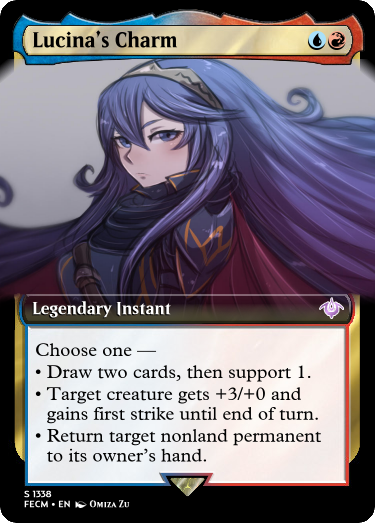 Lucina's Charm
Legendary Instant
Choose one —
• Draw two cards, then support 1.
• Target creature gets +3/+0 and
gains first strike until end of turn.
• Return target nonland permanent
to its owner's hand.
S 1338
FECM • EN Omiza Zu